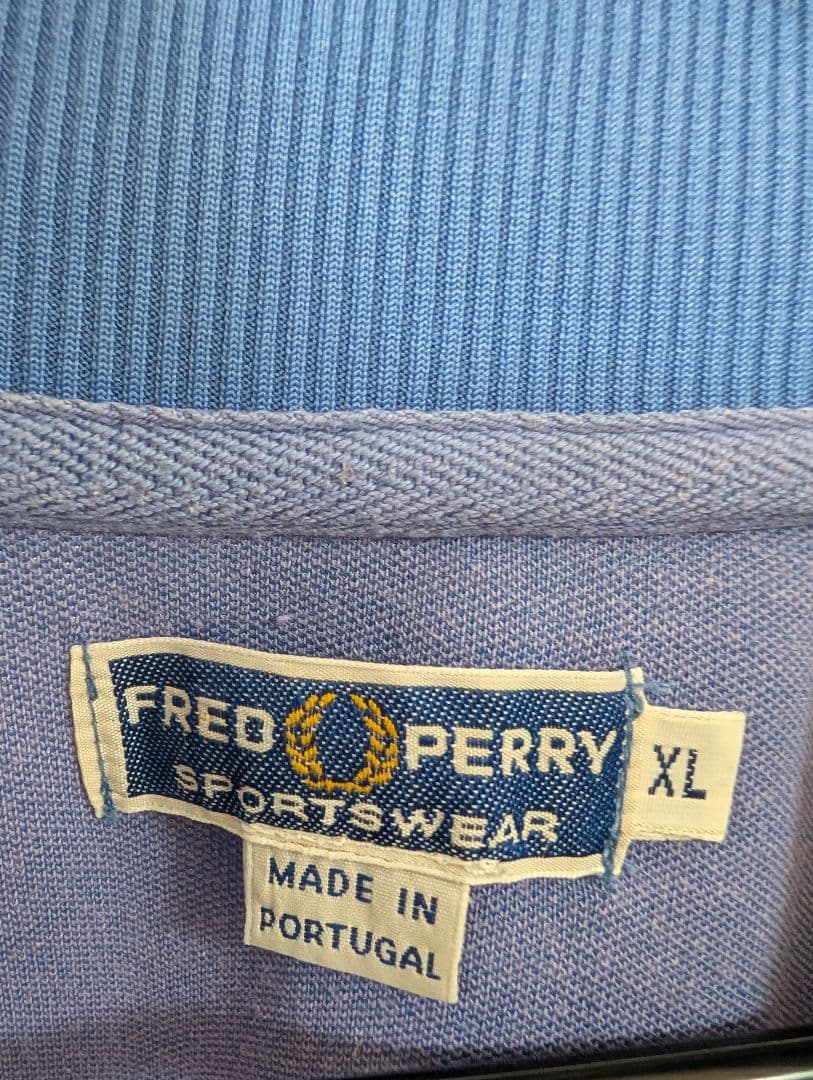 FRED PERRY
SPORTSWEAR
XL
MADE IN
PORTUGAL